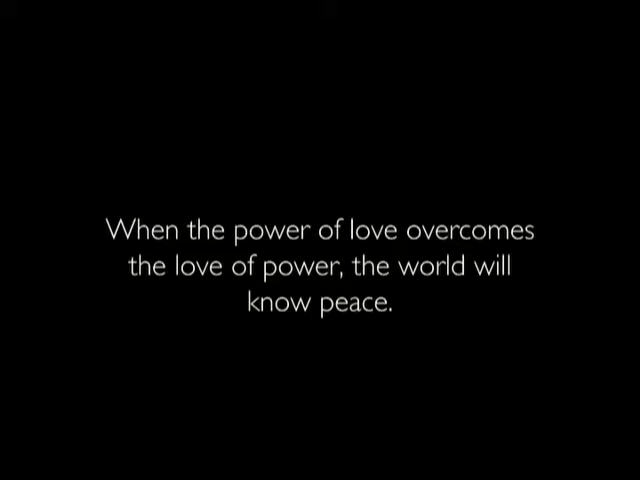 When the power of love overcomes
the love of power, the world will
know peace.